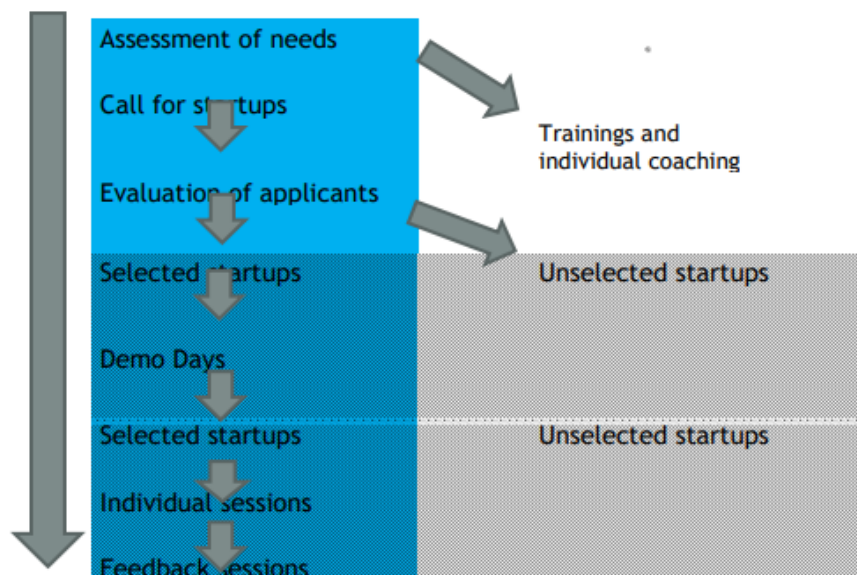 Assessment of needs
Call for startups
Trainings and
individual coaching
Evaluation of applicants
Selected startups
Unselected startups
Demo Days
Selected startups
Unselected startups
Individual sessions
Feedback sessions